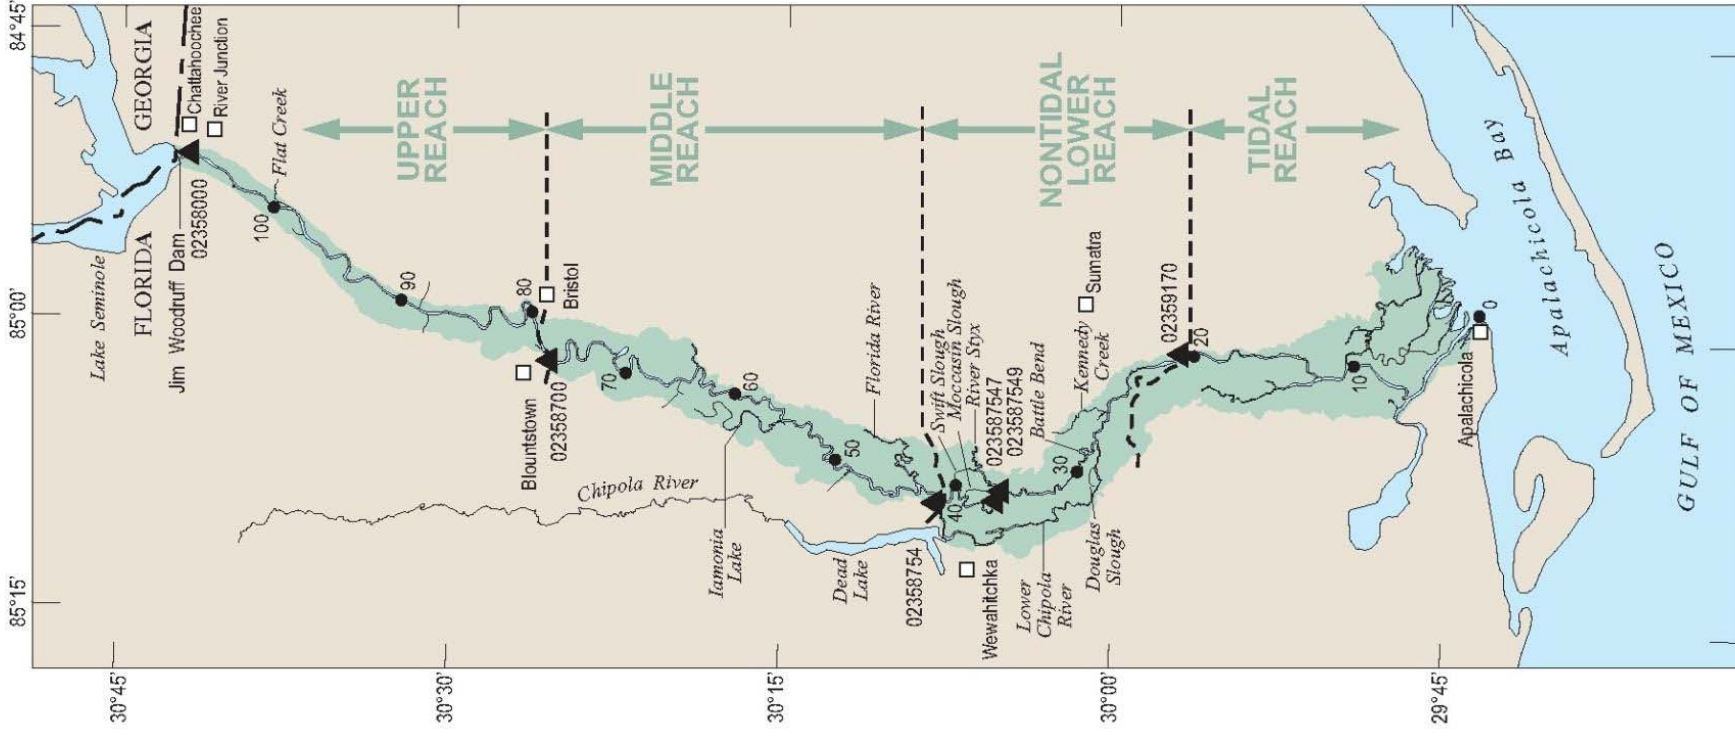 84°45'
85°00'
85°15'
30°45'
30°30'
30°15'
30°00'
29°45'
GEORGIA
FLORIDA
Lake Seminole
Chattahoochee
River Junction
Jim Woodruff Dam
02358000
Flat Creek
100
90
80
70
60
50
40
30
20
10
0
UPPER
REACH
MIDDLE
REACH
NONTIDAL
LOWER
REACH
TIDAL
REACH
Bristol
Blountstown
02358700
Chipola River
Iamonia
Lake
Dead
Lake
Florida River
02358754
Wewahitchka
Swift Slough
Moccasin Slough
River Styx
023587547
023587549
Battle Bend
Kennedy
Creek
Sumatra
Lower
Chipola
River
Douglas
Slough
02359170
Apalachicola
Apalachicola Bay
GULF OF MEXICO